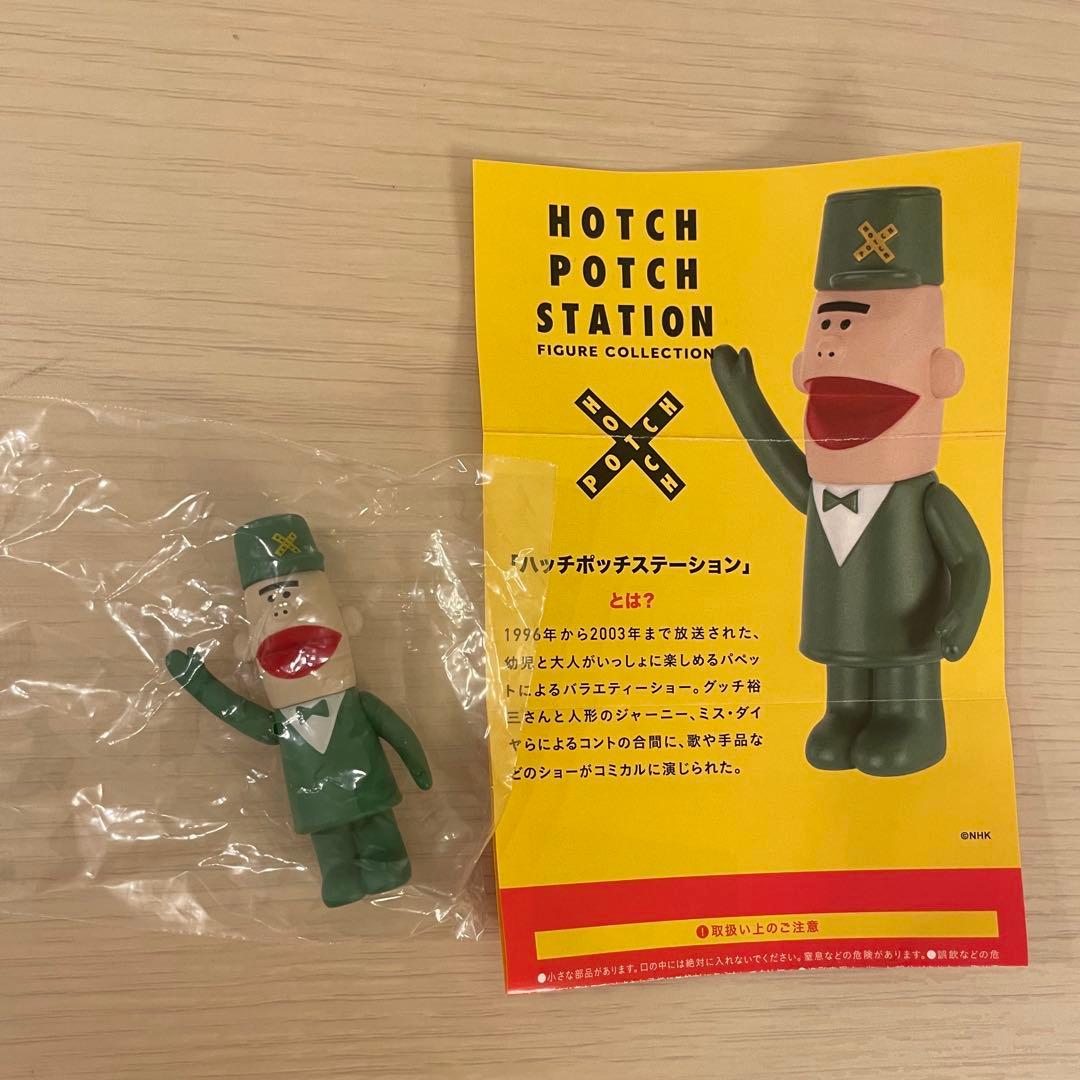 HOTCH
POTCH
STATION
FIGURE COLLECTION
HOTCH
POTCH
HOTCH
POTCH
「ハッチポッチステーション」
とは?
1996年から2003年まで放送された、
幼児と大人がいっしょに楽しめるパペッ
トによるバラエティーショー。グッチ裕
三さんと人形のジャーニー、ミス・ダイ
ヤらによるコントの合間に、歌や手品な
どのショーがコミカルに演じられた。
©NHK
取扱い上のご注意
●小さな部品があります。口の中には絶対に入れないでください。窒息などの危険があります。●誤飲などの危